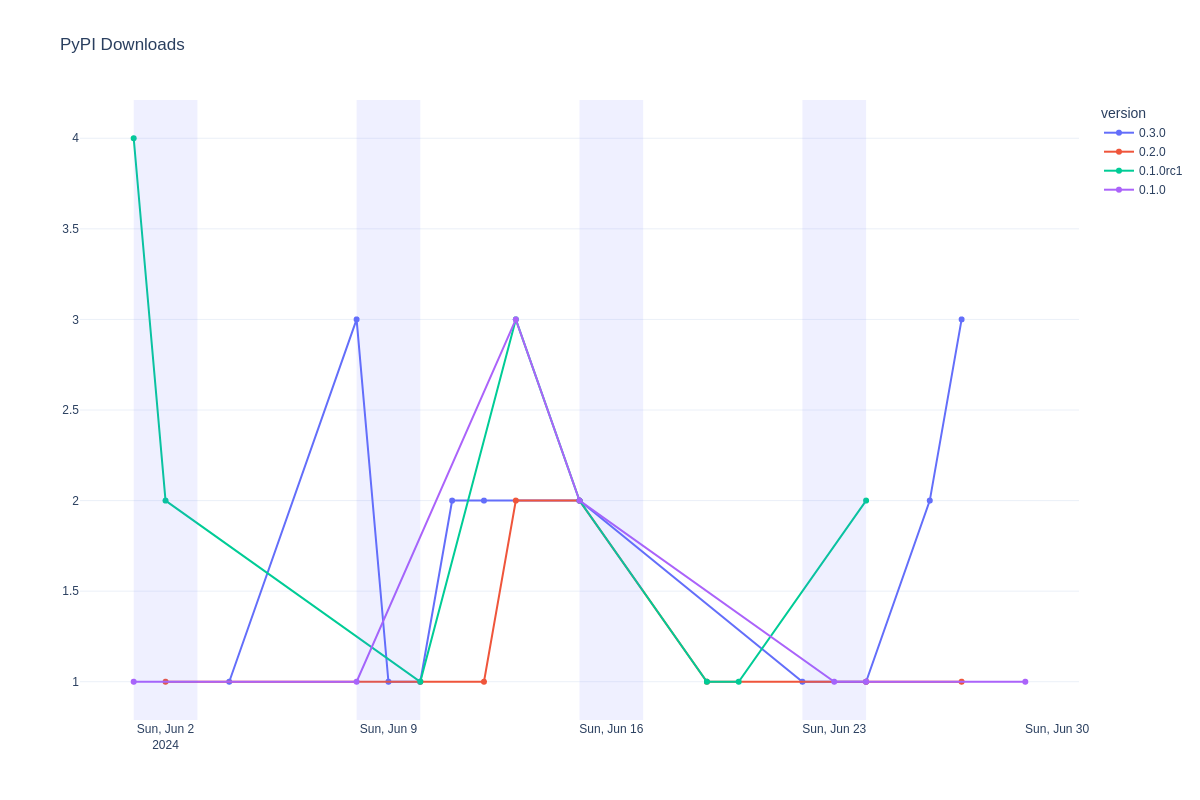 PyPI Downloads
version
0.3.0
0.2.0
0.1.0rc1
0.1.0
4
3.5
3
2.5
2
1.5
1
Sun, Jun 2
2024
Sun, Jun 9
Sun, Jun 16
Sun, Jun 23
Sun, Jun 30